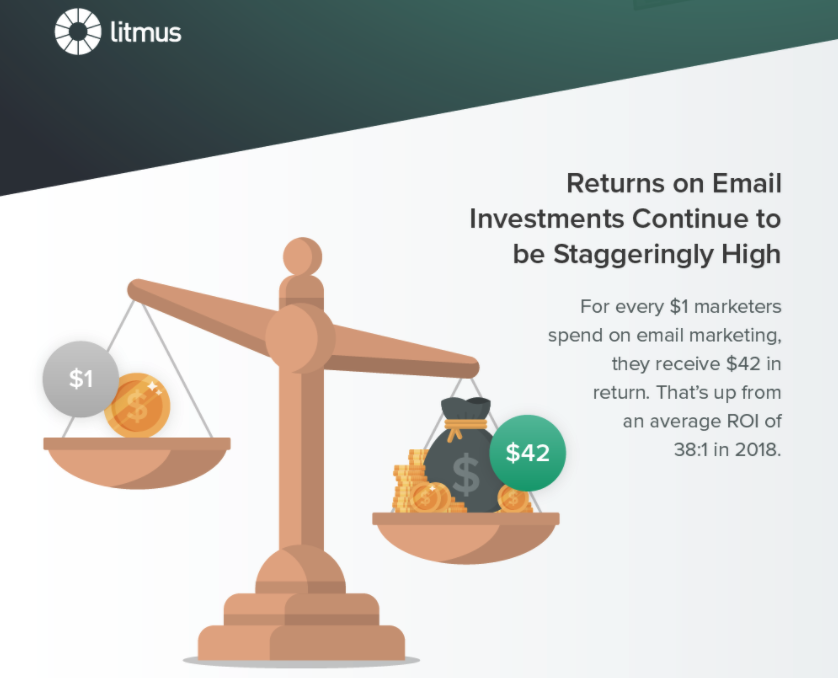 litmus
Returns on Email
Investments Continue to
be Staggeringly High
For every $1 marketers
spend on email marketing,
they receive $42 in
return. That’s up from
an average ROI of
38:1 in 2018.
$1
$
$42
$
$
$